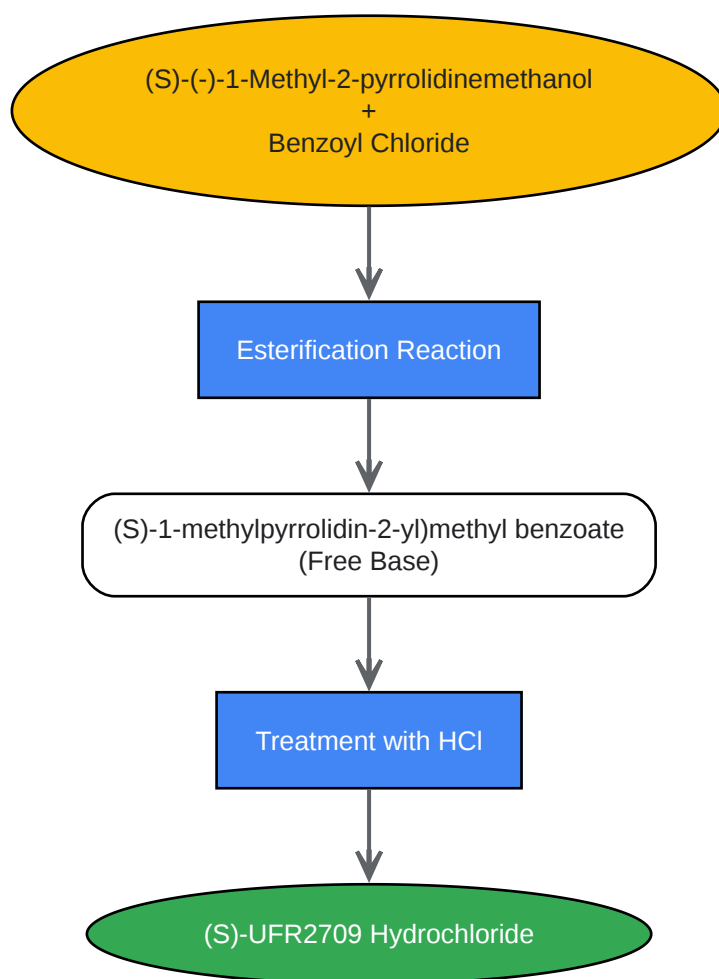 (S)-(-)-1-Methyl-2-pyrrolidinemethanol
+
Benzoyl Chloride
Esterification Reaction
(S)-1-methylpyrrolidin-2-yl)methyl benzoate
(Free Base)
Treatment with HCl
(S)-UFR2709 Hydrochloride